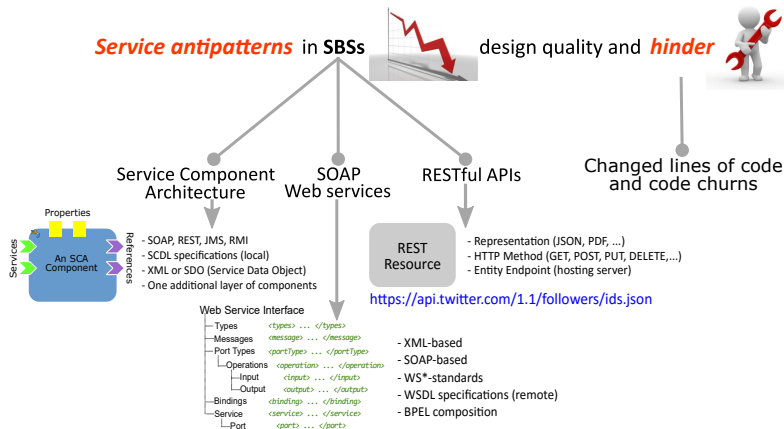 Service antipatterns in SBSs design quality and hinder
Service Component
Architecture
SOAP
Web services
RESTful APIs
Changed lines of code
and code churns
Properties
Services
An SCA
Component
References
- SOAP, REST, JMS, RMI
- SCDL specifications (local)
- XML or SDO (Service Data Object)
- One additional layer of components
REST
Resource
- Representation (JSON, PDF, ...)
- HTTP Method (GET, POST, PUT, DELETE,...)
- Entity Endpoint (hosting server)
https://api.twitter.com/1.1/followers/ids.json
Web Service Interface
Types <types> ... </types>
Messages <message> ... </message>
Port Types <portType> ... </portType>
Operations <operation> ... </operation>
Input <input> ... </input>
Output <output> ... </output>
Bindings <binding> ... </binding>
Service <service> ... </service>
Port <port> ... </port>
- XML-based
- SOAP-based
- WS*-standards
- WSDL specifications (remote)
- BPEL composition